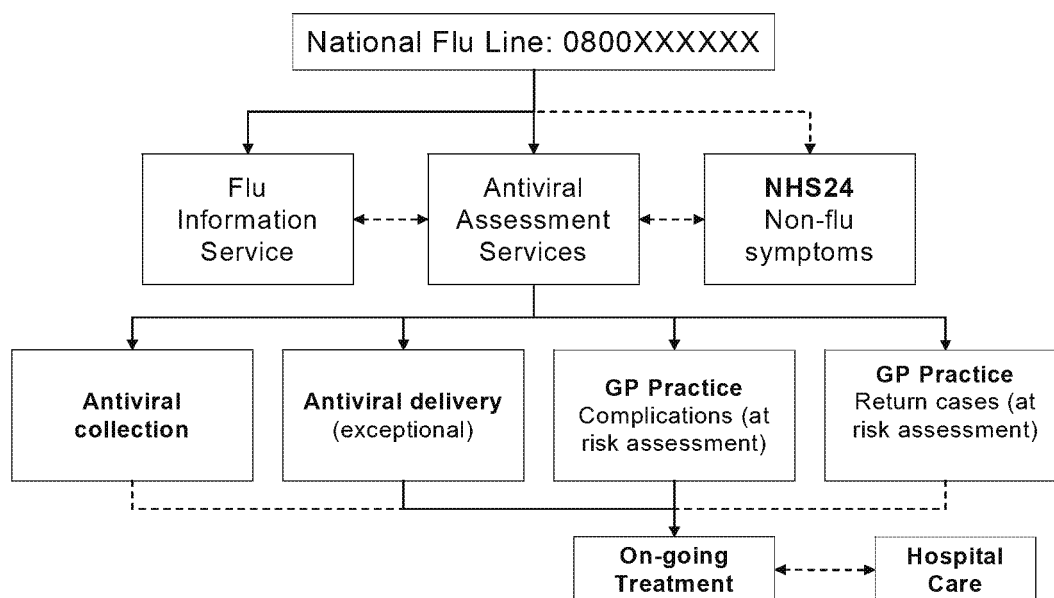 National Flu Line: 0800XXXXXX
Flu
Information
Service
Antiviral
Assessment
Services
NHS24
Non-flu
symptoms
Antiviral
collection
Antiviral delivery
(exceptional)
GP Practice
Complications (at
risk assessment)
GP Practice
Return cases (at
risk assessment)
On-going
Treatment
Hospital
Care